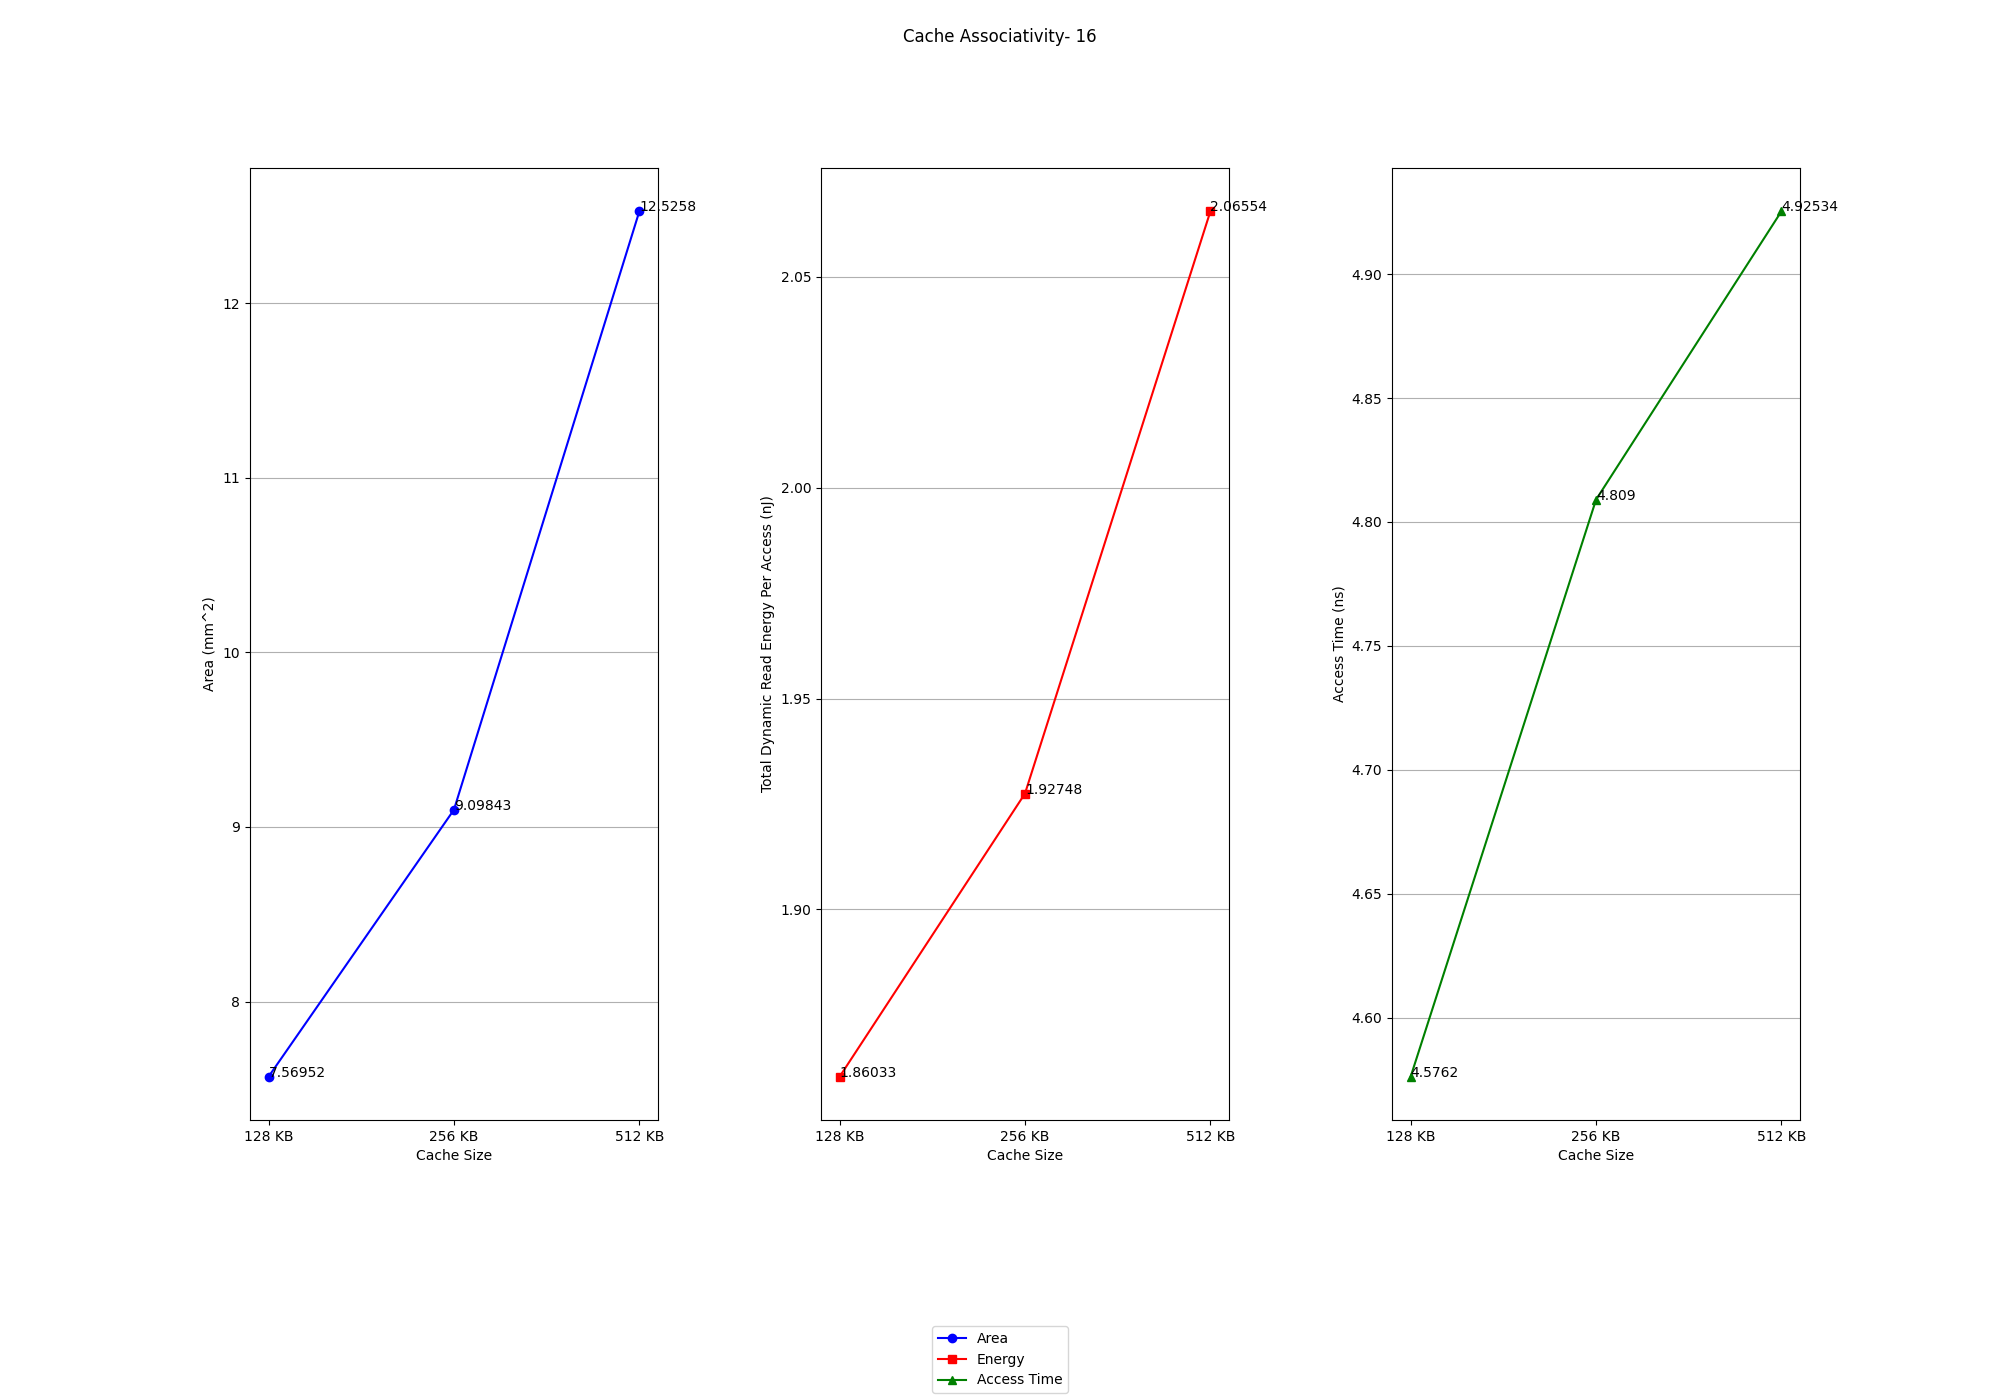 Cache Associativity- 16
Area (mm^2)
12
11
10
9
8
12.5258
9.09843
7.56952
128 KB 256 KB 512 KB
Cache Size
Total Dynamic Read Energy Per Access (nJ)
2.05
2.00
1.95
1.90
2.06554
1.92748
1.86033
128 KB 256 KB 512 KB
Cache Size
Access Time (ns)
4.90
4.85
4.80
4.75
4.70
4.65
4.60
4.92534
4.809
4.5762
128 KB 256 KB 512 KB
Cache Size
Area
Energy
Access Time